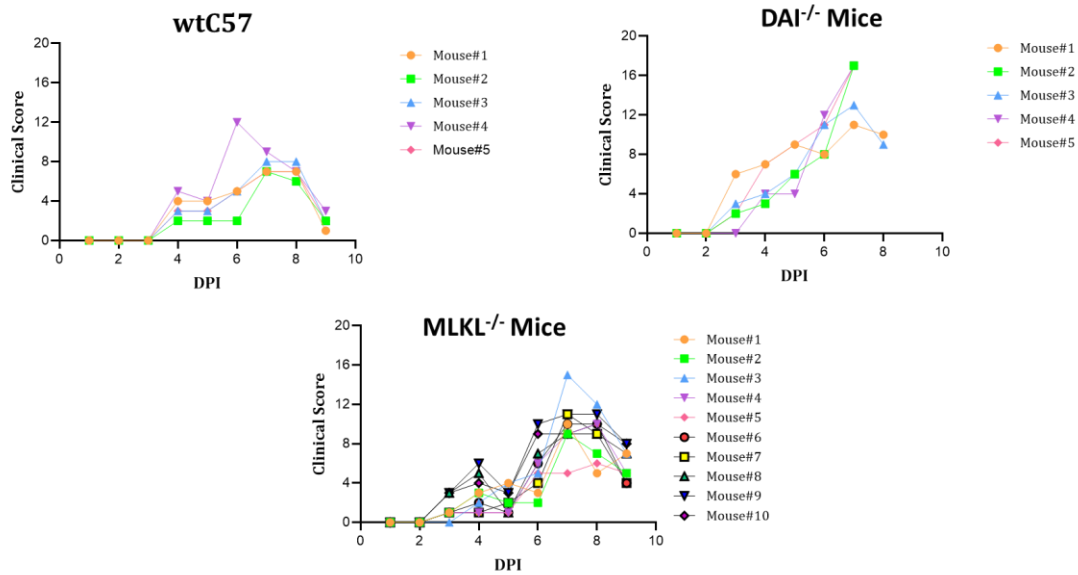 wtC57
20
16
12
8
4
0
Clinical Score
0 2 4 6 8 10
DPI
Mouse#1
Mouse#2
Mouse#3
Mouse#4
Mouse#5
DAI-/- Mice
20
16
12
8
4
0
Clinical Score
0 2 4 6 8 10
DPI
Mouse#1
Mouse#2
Mouse#3
Mouse#4
Mouse#5
MLKL-/- Mice
20
16
12
8
4
0
Clinical Score
0 2 4 6 8 10
DPI
Mouse#1
Mouse#2
Mouse#3
Mouse#4
Mouse#5
Mouse#6
Mouse#7
Mouse#8
Mouse#9
Mouse#10